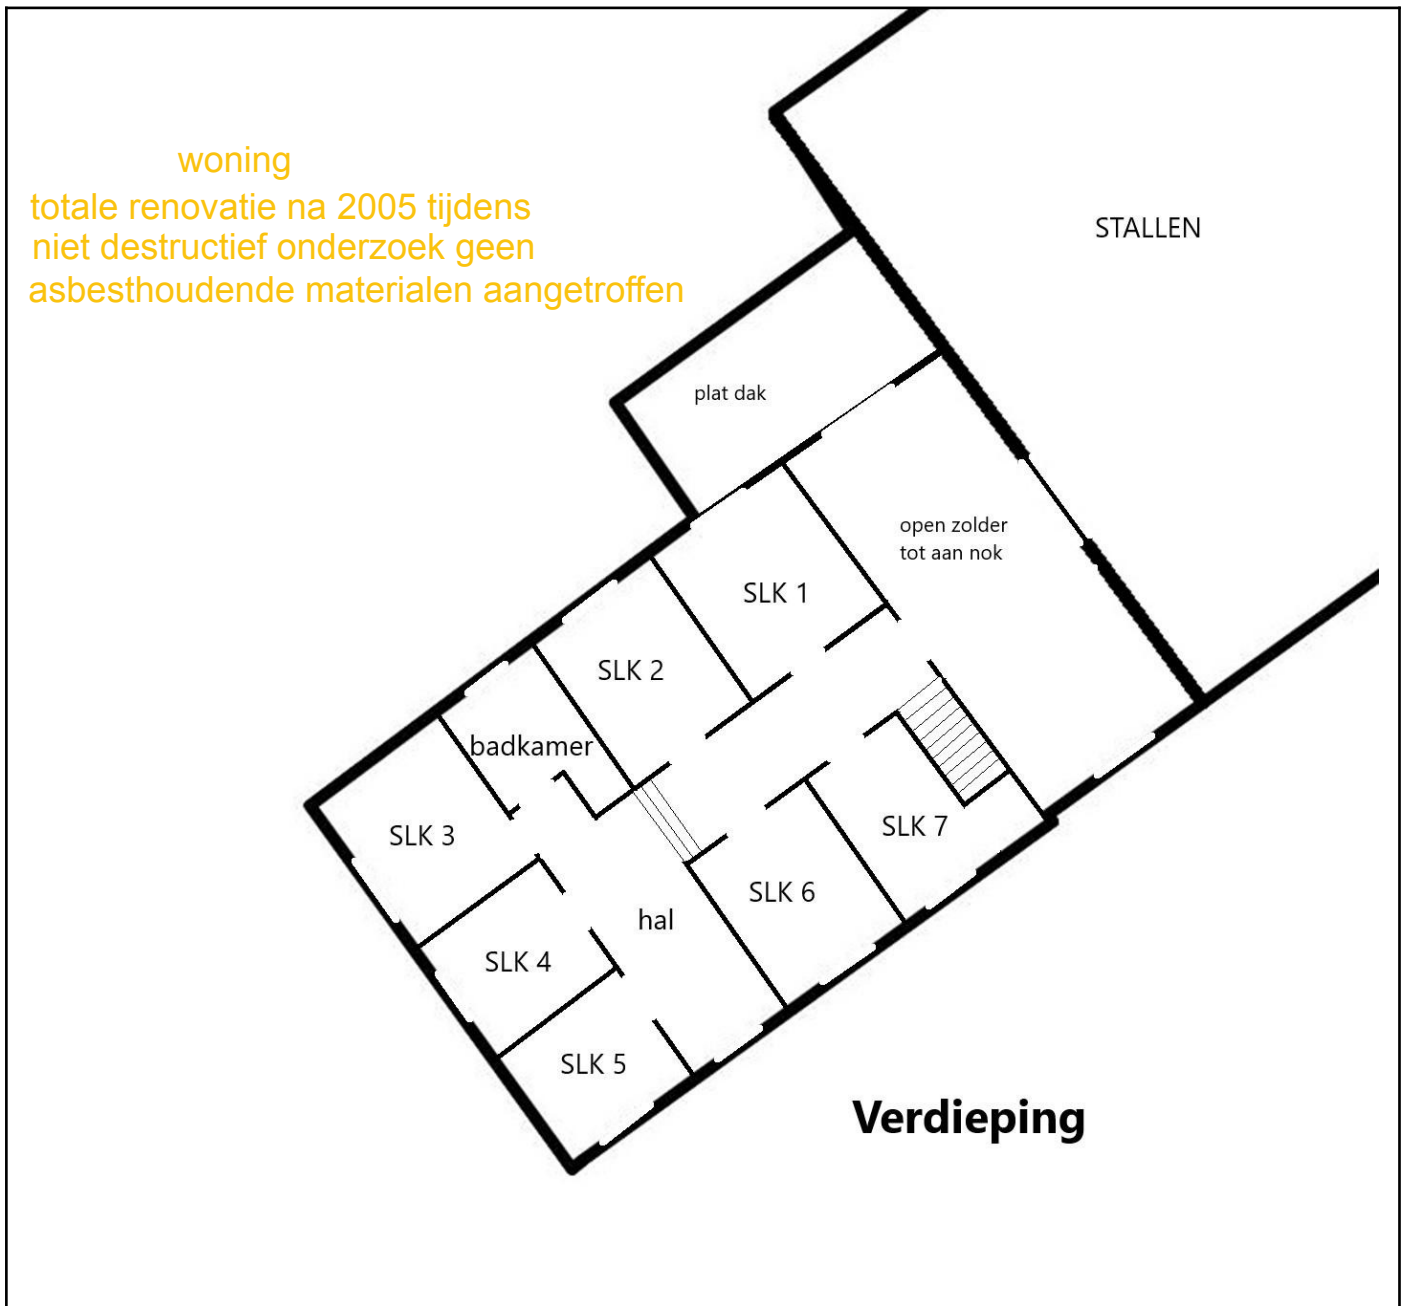 woning
totale renovatie na 2005 tijdens
niet destructief onderzoek geen
asbesthoudende materialen aangetroffen
STALLEN
plat dak
open zolder
tot aan nok
SLK 1
SLK 2
badkamer
SLK 3
SLK 7
SLK 6
hal
SLK 4
SLK 5
Verdieping